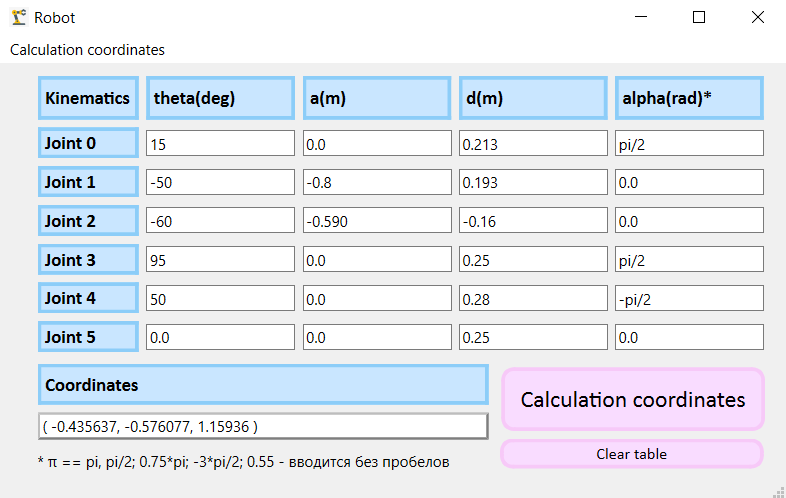 Robot
Calculation coordinates
Kinematics theta(deg) a(m) d(m) alpha(rad)*
Joint 0 15 0.0 0.213 pi/2
Joint 1 -50 -0.8 0.193 0.0
Joint 2 -60 -0.590 -0.16 0.0
Joint 3 95 0.0 0.25 pi/2
Joint 4 50 0.0 0.28 -pi/2
Joint 5 0.0 0.0 0.25 0.0
Coordinates
( -0.435637, -0.576077, 1.15936 )
Calculation coordinates
Clear table
* π == pi, pi/2; 0.75*pi; -3*pi/2; 0.55 - вводится без пробелов